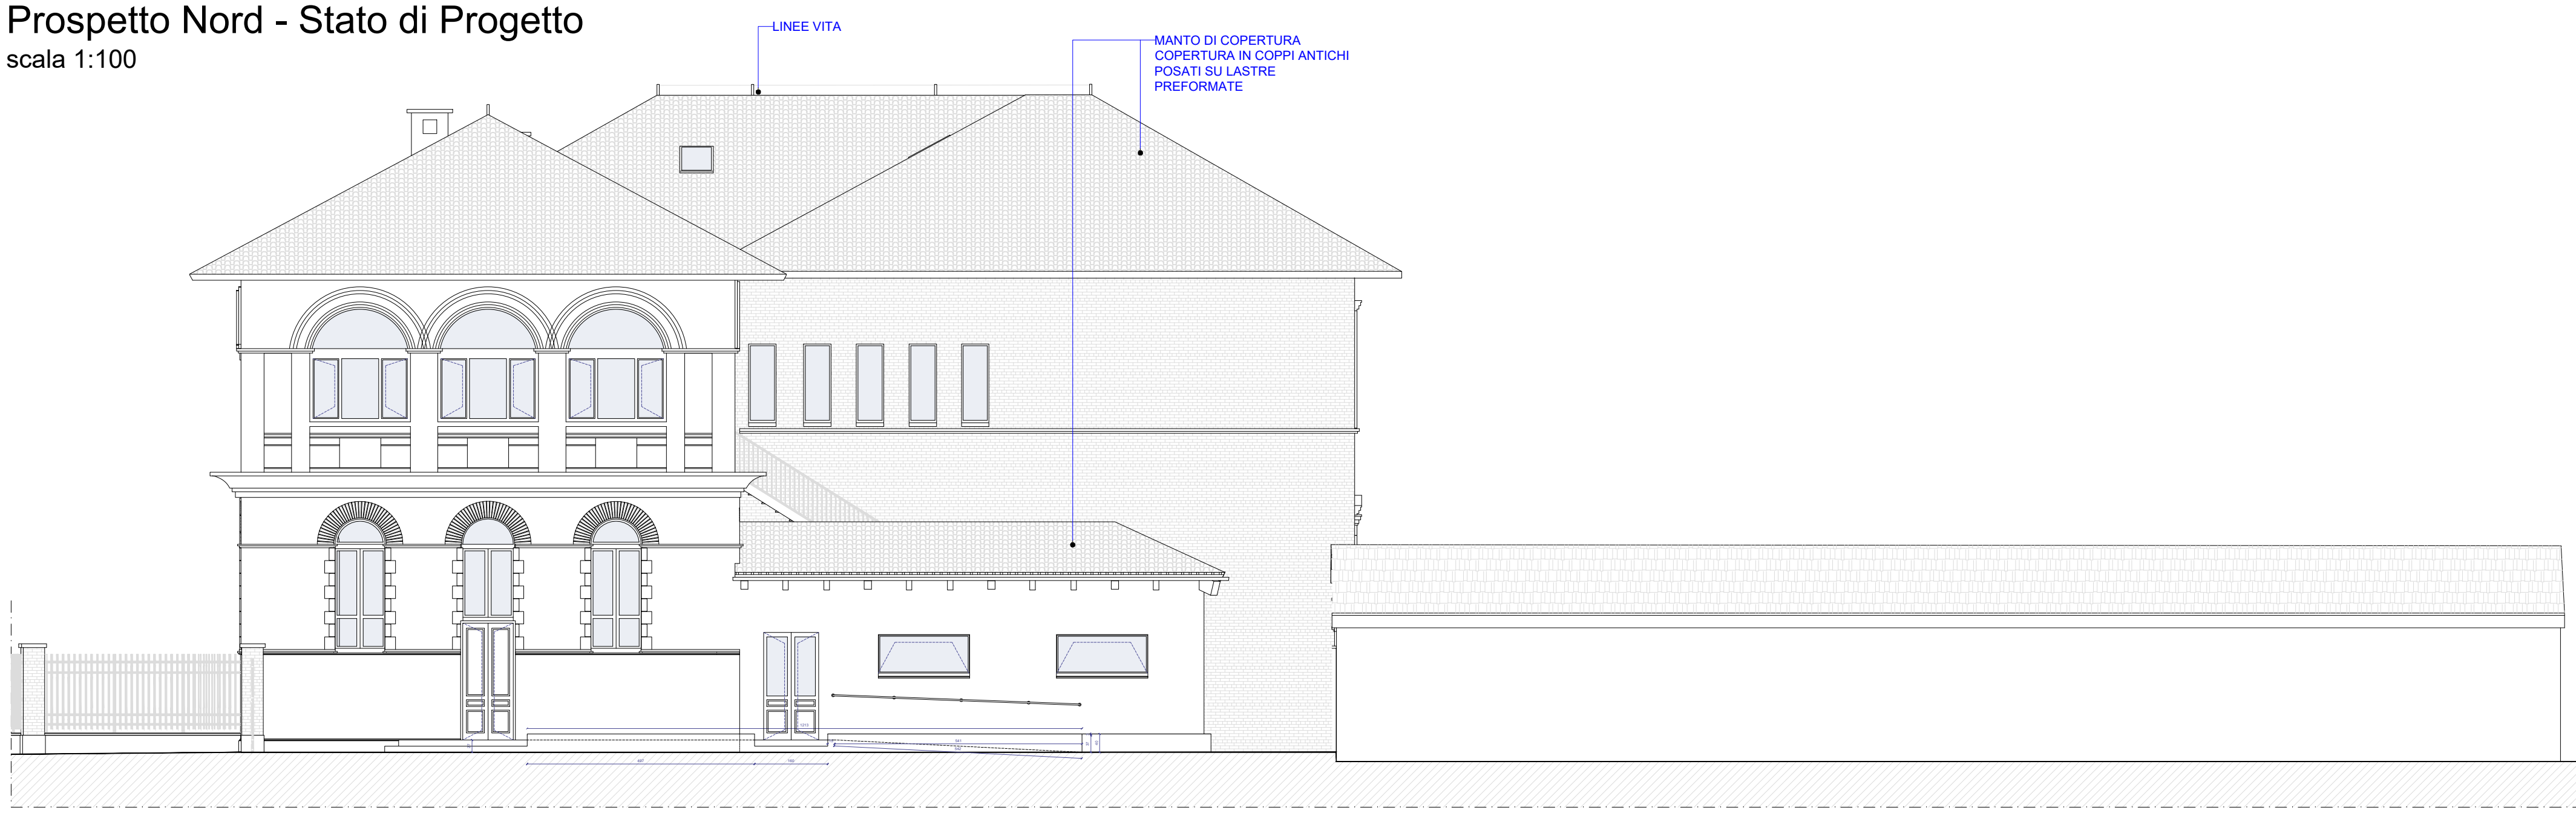 Prospetto Nord - Stato di Progetto
scala 1:100
LINEE VITA
MANTO DI COPERTURA
COPERTURA IN COPPI ANTICHI
POSATI SU LASTRE
PREFORMATE